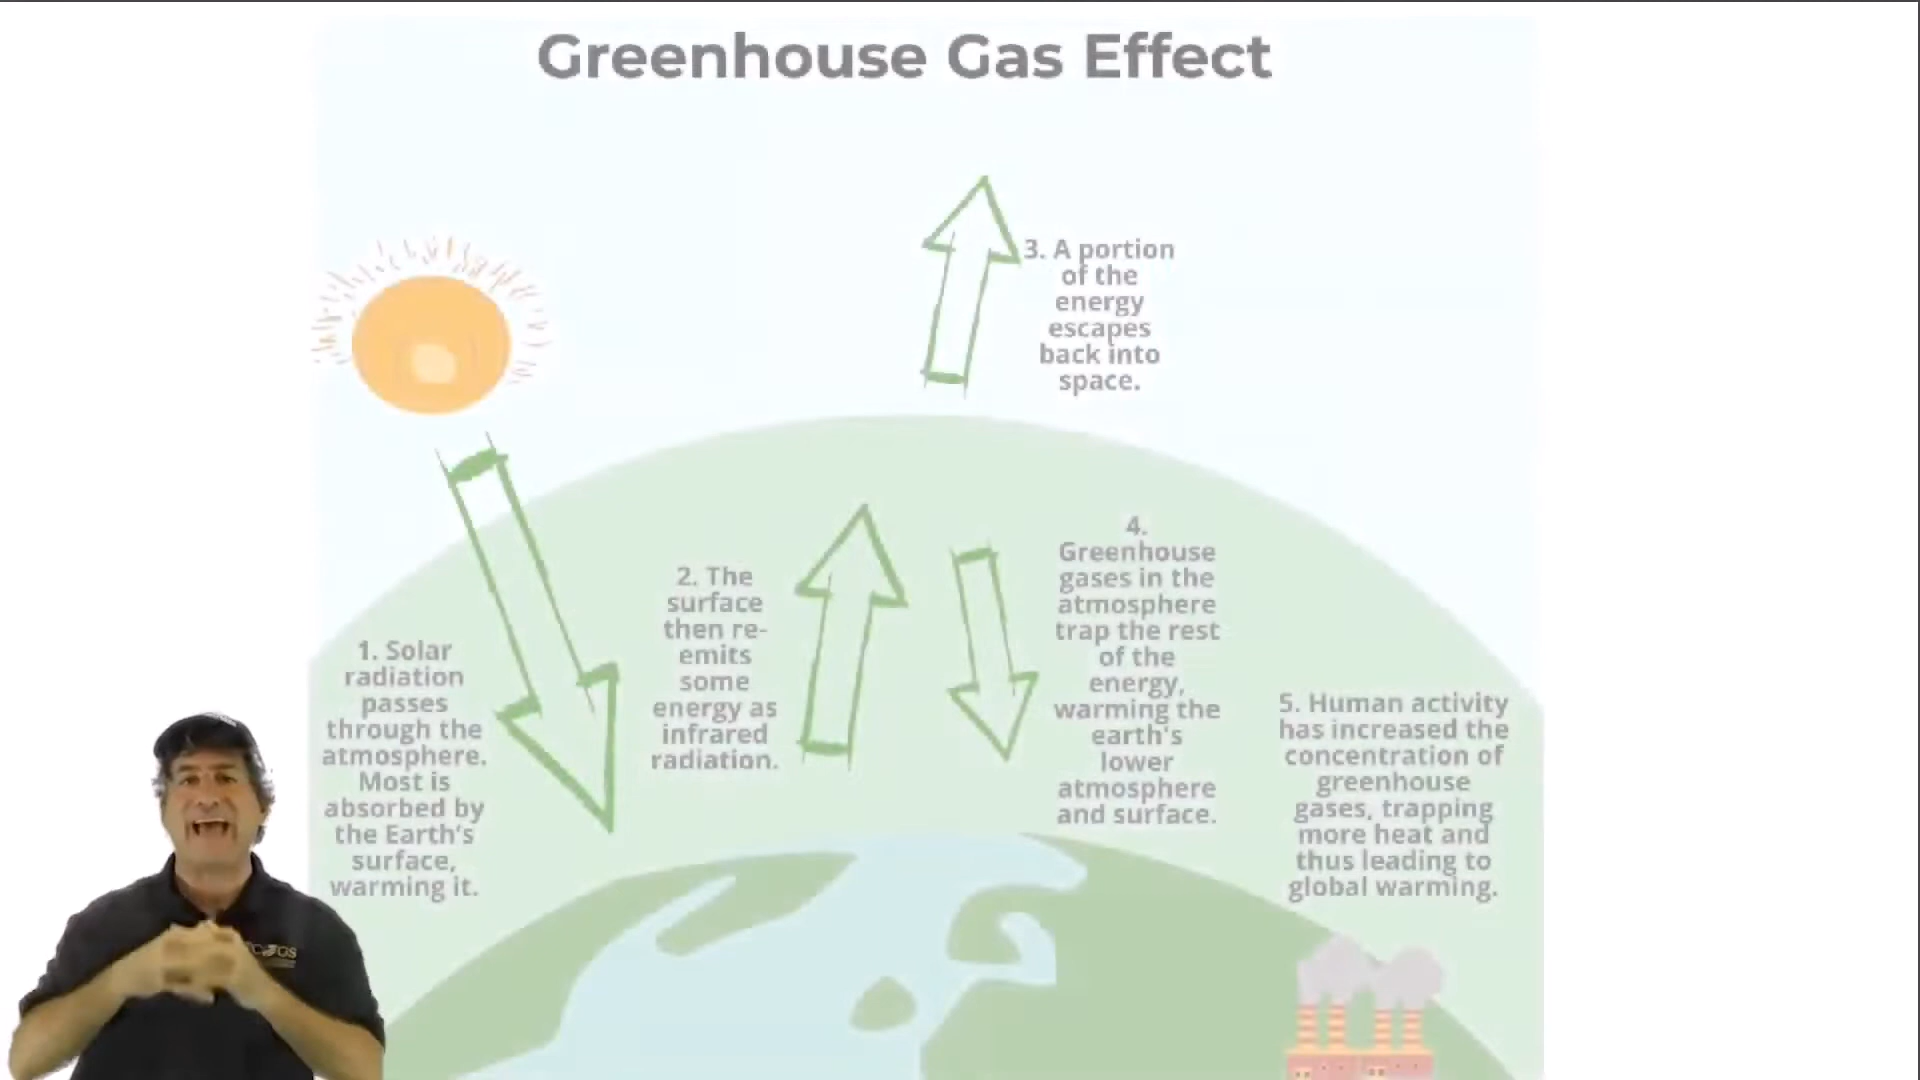 Greenhouse Gas Effect
3. A portion
of the
energy
escapes
back into
space.
4.
Greenhouse
gases in the
atmosphere
trap the rest
of the
energy,
warming the
earth's
lower
atmosphere
and surface.
2. The
surface
then re-
emits
some
energy as
infrared
radiation.
1. Solar
radiation
passes
through the
atmosphere.
Most is
absorbed by
the Earth's
surface,
warming it.
5. Human activity
has increased the
concentration of
greenhouse
gases, trapping
more heat and
thus leading to
global warming.